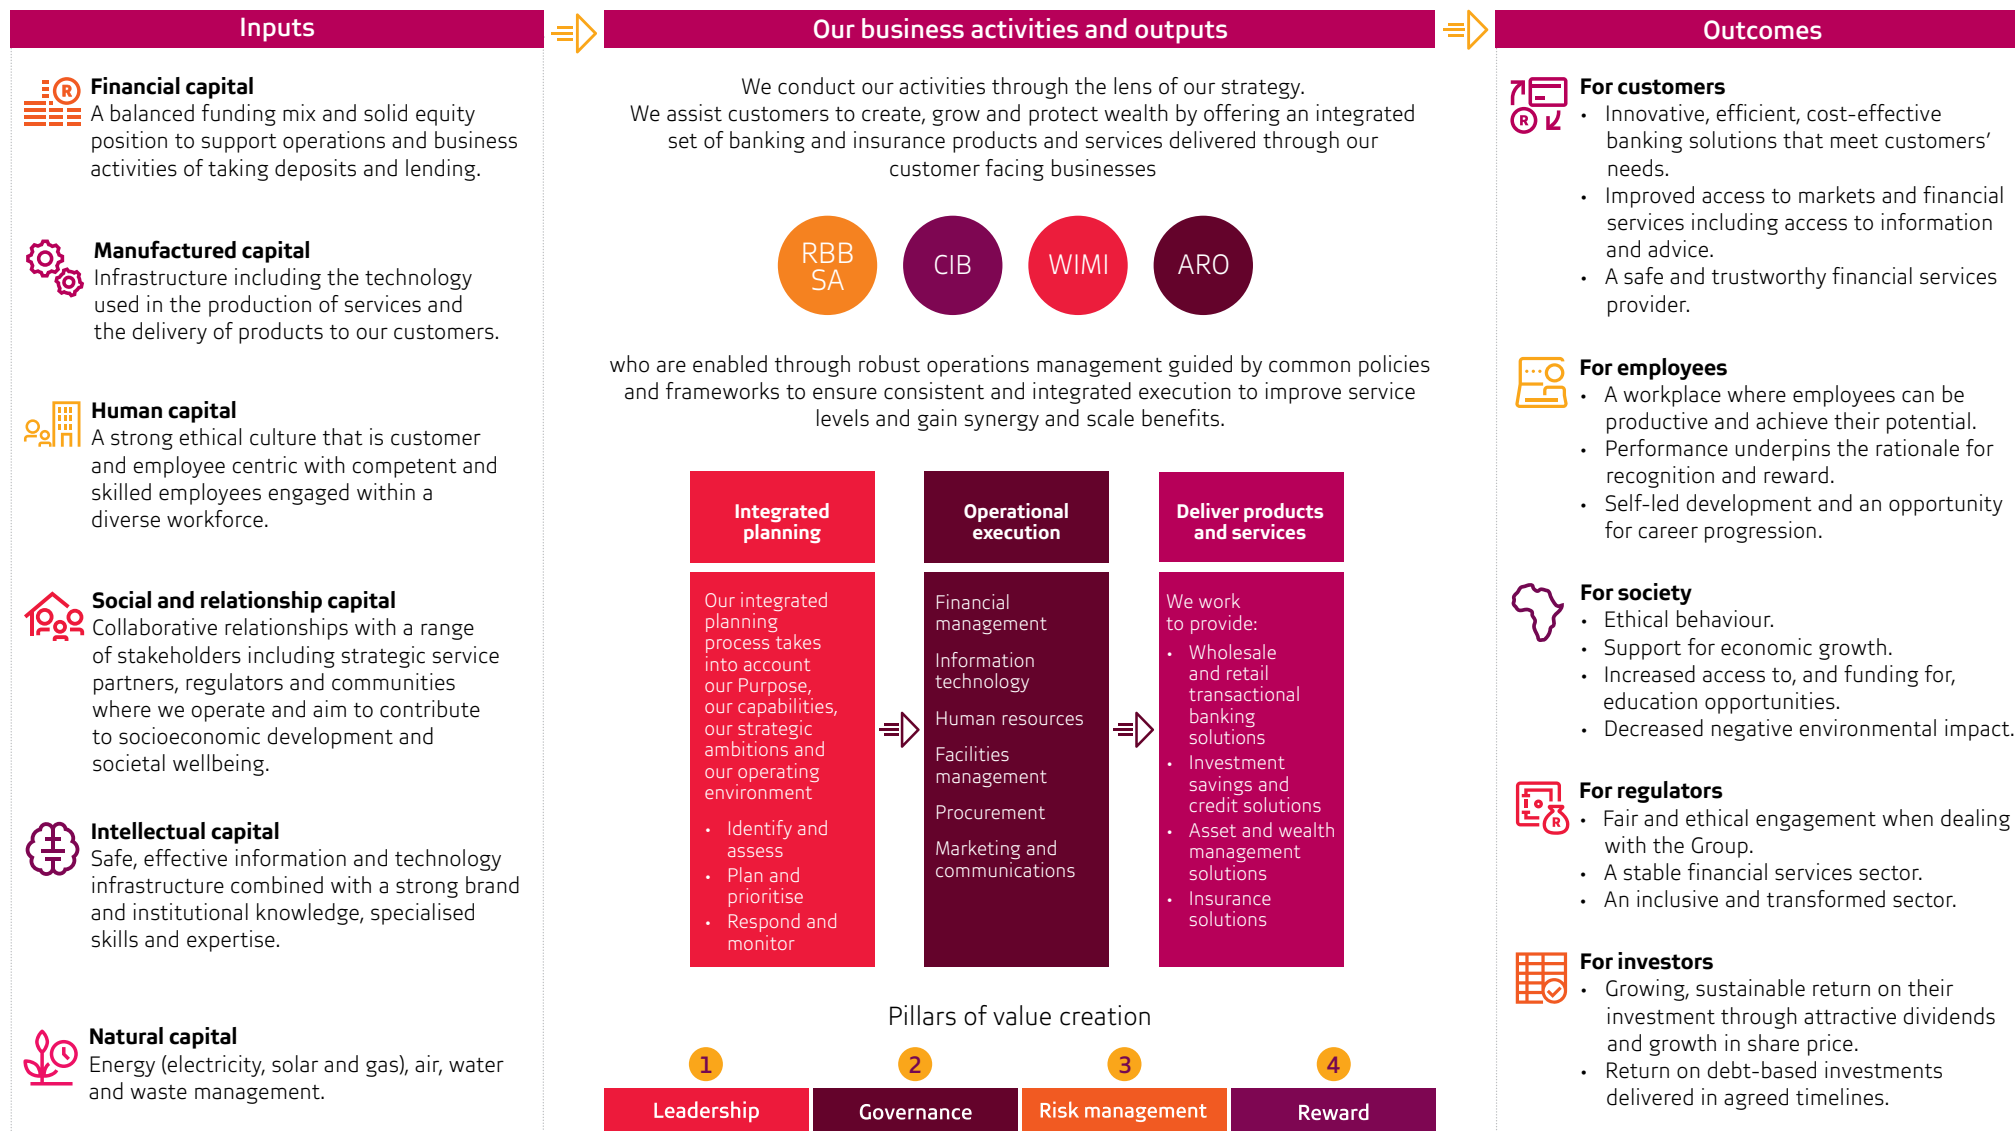 Inputs
Financial capital
A balanced funding mix and solid equity
position to support operations and business
activities of taking deposits and lending.
Manufactured capital
Infrastructure including the technology
used in the production of services and
the delivery of products to our customers.
Human capital
A strong ethical culture that is customer
and employee centric with competent and
skilled employees engaged within a
diverse workforce.
Social and relationship capital
Collaborative relationships with a range
of stakeholders including strategic service
partners, regulators and communities
where we operate and aim to contribute
to socioeconomic development and
societal wellbeing.
Intellectual capital
Safe, effective information and technology
infrastructure combined with a strong brand
and institutional knowledge, specialised
skills and expertise.
Natural capital
Energy (electricity, solar and gas), air, water
and waste management.
Our business activities and outputs
We conduct our activities through the lens of our strategy.
We assist customers to create, grow and protect wealth by offering an integrated
set of banking and insurance products and services delivered through our
customer facing businesses
RBB
SA
CIB
WIMI
ARO
who are enabled through robust operations management guided by common policies
and frameworks to ensure consistent and integrated execution to improve service
levels and gain synergy and scale benefits.
Integrated
planning
Our integrated
planning
process takes
into account
our Purpose,
our capabilities,
our strategic
ambitions and
our operating
environment
• Identify and
assess
• Plan and
prioritise
• Respond and
monitor
Operational
execution
Financial
management
Information
technology
Human resources
Facilities
management
Procurement
Marketing and
communications
Deliver products
and services
We work
to provide:
• Wholesale
and retail
transactional
banking
solutions
• Investment
savings and
credit solutions
• Asset and wealth
management
solutions
• Insurance
solutions
Pillars of value creation
1
2
3
4
Leadership
Governance
Risk management
Reward
Outcomes
R
For customers
• Innovative, efficient, cost-effective
banking solutions that meet customers’
needs.
• Improved access to markets and financial
services including access to information
and advice.
• A safe and trustworthy financial services
provider.
For employees
• A workplace where employees can be
productive and achieve their potential.
• Performance underpins the rationale for
recognition and reward.
• Self-led development and an opportunity
for career progression.
For society
• Ethical behaviour.
• Support for economic growth.
• Increased access to, and funding for,
education opportunities.
• Decreased negative environmental impact.
R
For regulators
• Fair and ethical engagement when dealing
with the Group.
• A stable financial services sector.
• An inclusive and transformed sector.
For investors
• Growing, sustainable return on their
investment through attractive dividends
and growth in share price.
• Return on debt-based investments
delivered in agreed timelines.
R